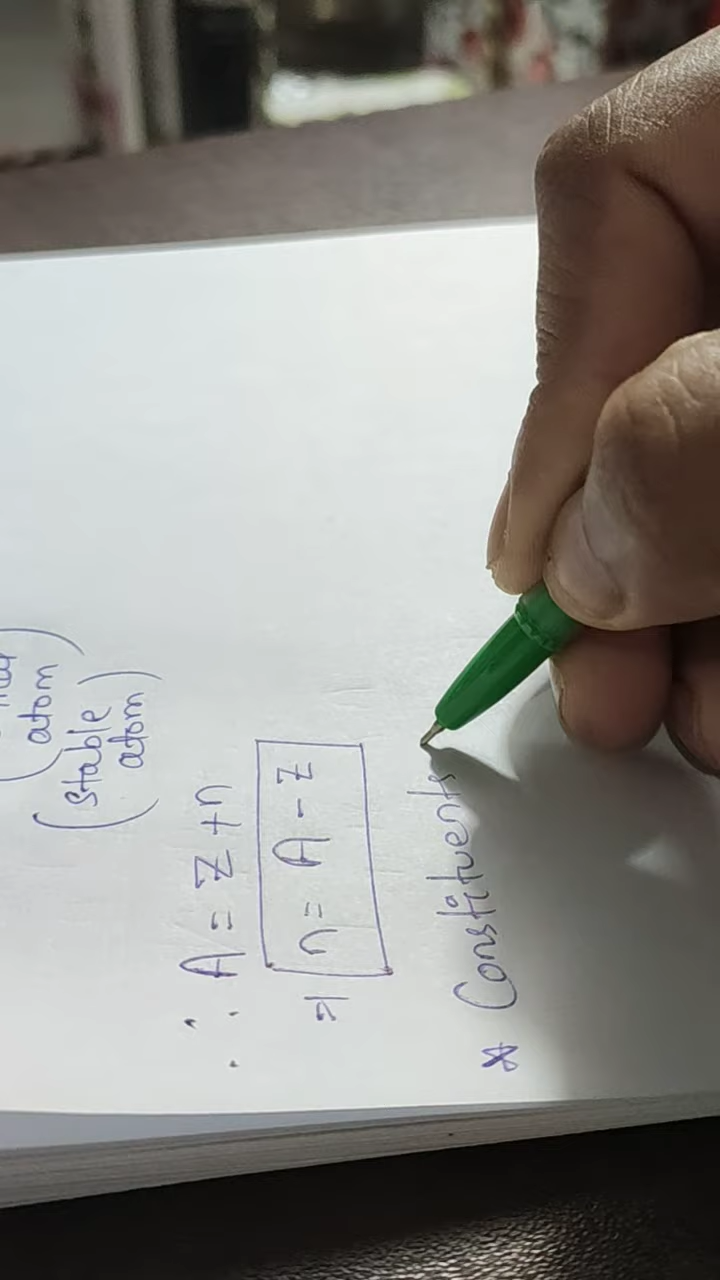 atom)
(stable
atom)
∴ A = Z + n
⇒ n = A - Z
* Constituents